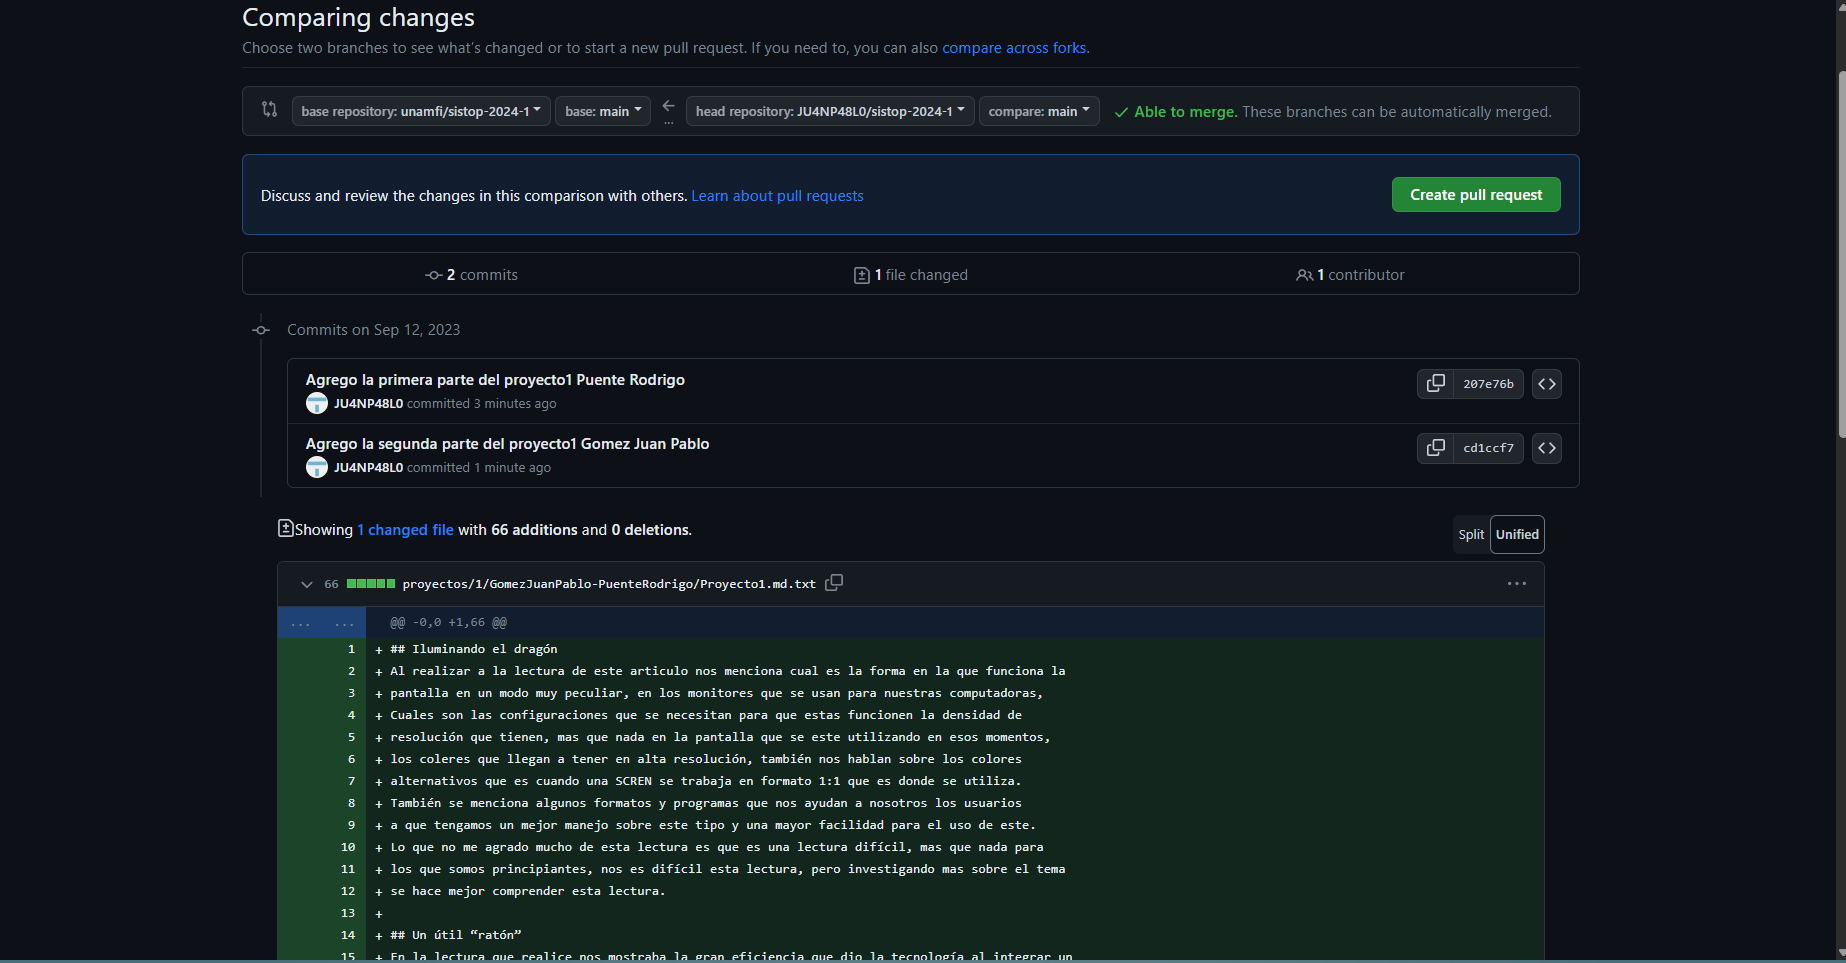 Comparing changes
Choose two branches to see what's changed or to start a new pull request. If you need to, you can also compare across forks.
base repository: unamfi/sistop-2024-1 base: main ... head repository: JU4NP48L0/sistop-2024-1 compare: main Able to merge. These branches can be automatically merged.
Discuss and review the changes in this comparison with others. Learn about pull requests Create pull request
2 commits 1 file changed 1 contributor
Commits on Sep 12, 2023
Agrego la primera parte del proyecto1 Puente Rodrigo
JU4NP48L0 committed 3 minutes ago 207e76b
Agrego la segunda parte del proyecto1 Gomez Juan Pablo
JU4NP48L0 committed 1 minute ago cd1ccf7
Showing 1 changed file with 66 additions and 0 deletions. Split Unified
66 proyectos/1/GomezJuanPablo-PuenteRodrigo/Proyecto1.md.txt ...
... ... @@ -0,0 +1,66 @@
1 + ## Iluminando el dragón
2 + Al realizar a la lectura de este articulo nos menciona cual es la forma en la que funciona la
3 + pantalla en un modo muy peculiar, en los monitores que se usan para nuestras computadoras,
4 + Cuales son las configuraciones que se necesitan para que estas funcionen la densidad de
5 + resolución que tienen, mas que nada en la pantalla que se este utilizando en esos momentos,
6 + los coleres que llegan a tener en alta resolución, también nos hablan sobre los colores
7 + alternativos que es cuando una SCREN se trabaja en formato 1:1 que es donde se utiliza.
8 + También se menciona algunos formatos y programas que nos ayudan a nosotros los usuarios
9 + a que tengamos un mejor manejo sobre este tipo y una mayor facilidad para el uso de este.
10 + Lo que no me agrado mucho de esta lectura es que es una lectura difícil, mas que nada para
11 + los que somos principiantes, nos es difícil esta lectura, pero investigando mas sobre el tema
12 + se hace mejor comprender esta lectura.
13 +
14 + ## Un útil “ratón”
15 + En la lectura que realice nos mostraba la gran eficiencia que dio la tecnología al integrar un